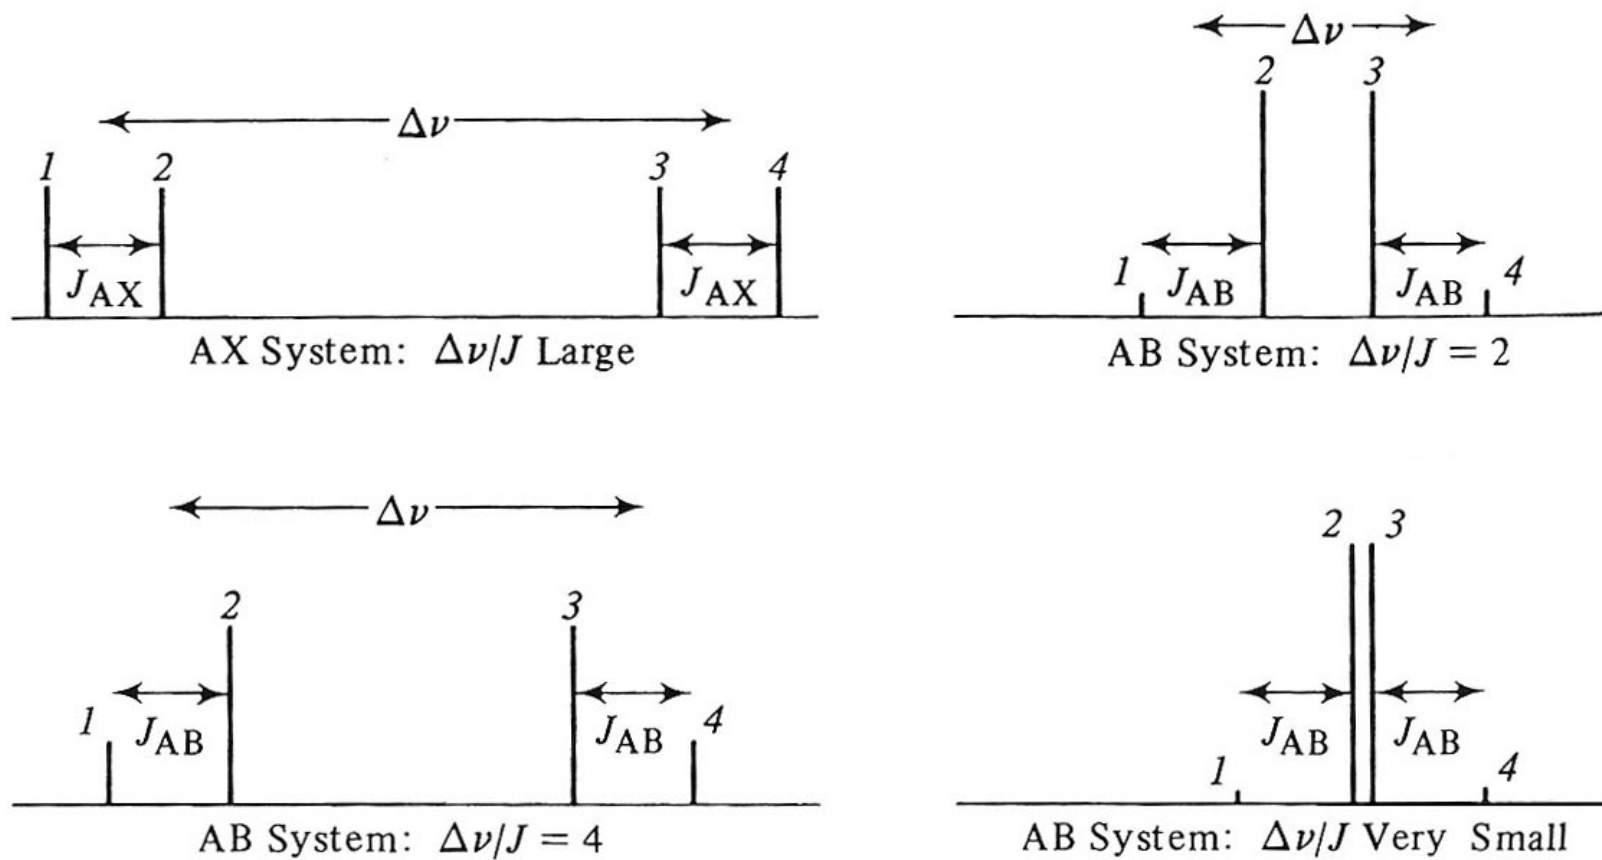 Δν
1 2 3 4
J_AX J_AX
AX System: Δν/J Large
Δν
2 3
1 J_AB J_AB 4
AB System: Δν/J = 2
Δν
2 3
1 J_AB J_AB 4
AB System: Δν/J = 4
2 3
J_AB J_AB
1 4
AB System: Δν/J Very Small